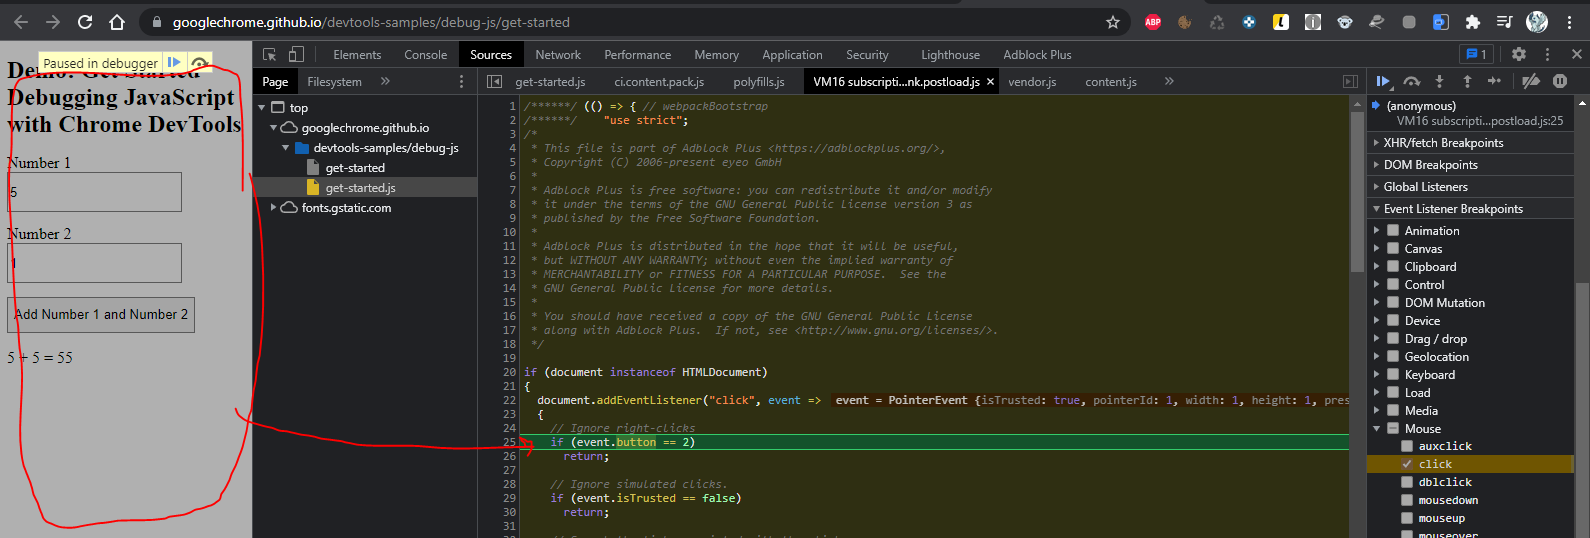 googlechrome.github.io/devtools-samples/debug-js/get-started
ABP
Paused in debugger
Demo: Get Started
Debugging JavaScript
with Chrome DevTools
Number 1
5
Number 2
1
Add Number 1 and Number 2
5 + 5 = 55
Elements Console Sources Network Performance Memory Application Security Lighthouse Adblock Plus
1
Page Filesystem »
top
googlechrome.github.io
devtools-samples/debug-js
get-started
get-started.js
fonts.gstatic.com
get-started.js ci.content.pack.js polyfills.js VM16 subscripti…nk.postload.js × vendor.js content.js »
1 /******/ (() => { // webpackBootstrap
2 /******/ "use strict";
3 /*
4 * This file is part of Adblock Plus <https://adblockplus.org/>,
5 * Copyright (C) 2006-present eyeo GmbH
6 *
7 * Adblock Plus is free software: you can redistribute it and/or modify
8 * it under the terms of the GNU General Public License version 3 as
9 * published by the Free Software Foundation.
10 *
11 * Adblock Plus is distributed in the hope that it will be useful,
12 * but WITHOUT ANY WARRANTY; without even the implied warranty of
13 * MERCHANTABILITY or FITNESS FOR A PARTICULAR PURPOSE. See the
14 * GNU General Public License for more details.
15 *
16 * You should have received a copy of the GNU General Public License
17 * along with Adblock Plus. If not, see <http://www.gnu.org/licenses/>.
18 */
19
20 if (document instanceof HTMLDocument)
21 {
22 document.addEventListener("click", event => event = PointerEvent {isTrusted: true, pointerId: 1, width: 1, height: 1, pres
23 {
24 // Ignore right-clicks
25 if (event.button == 2)
26 return;
27
28 // Ignore simulated clicks.
29 if (event.isTrusted == false)
30 return;
31
(anonymous)
VM16 subscripti…postload.js:25
XHR/fetch Breakpoints
DOM Breakpoints
Global Listeners
Event Listener Breakpoints
Animation
Canvas
Clipboard
Control
DOM Mutation
Device
Drag / drop
Geolocation
Keyboard
Load
Media
Mouse
auxclick
click
dblclick
mousedown
mouseup
mouseover